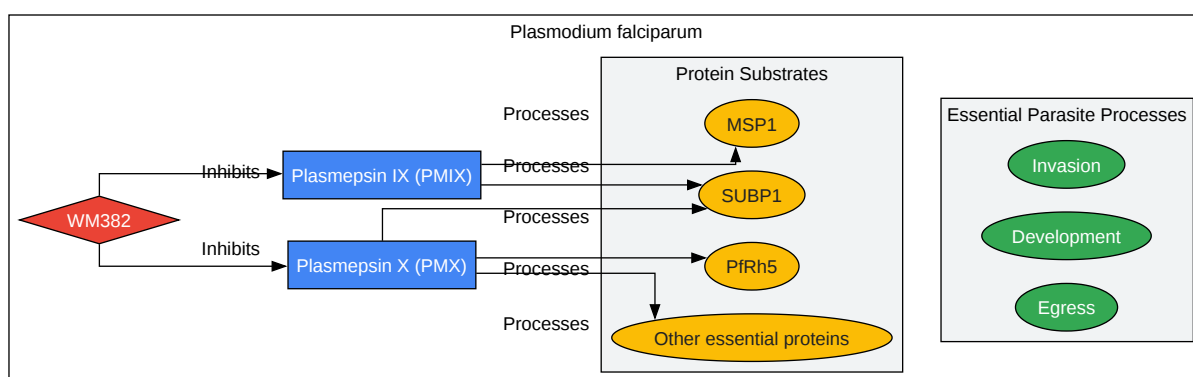 Plasmodium falciparum
Protein Substrates
Processes
MSP1
Essential Parasite Processes
Inhibits
Plasmepsin IX (PMIX)
Processes
Invasion
WM382
SUBP1
Processes
Development
Inhibits
Plasmepsin X (PMX)
Processes
PfRh5
Egress
Processes
Other essential proteins